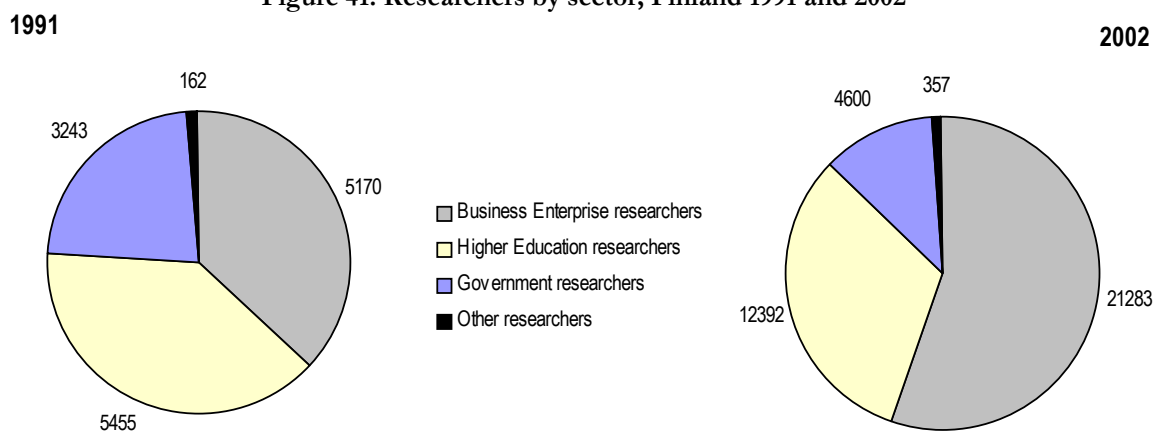 Figure 41. Researchers by sector, Finland 1991 and 2002
1991
2002
162
3243
5170
5455
Business Enterprise researchers
Higher Education researchers
Government researchers
Other researchers
357
4600
12392
21283